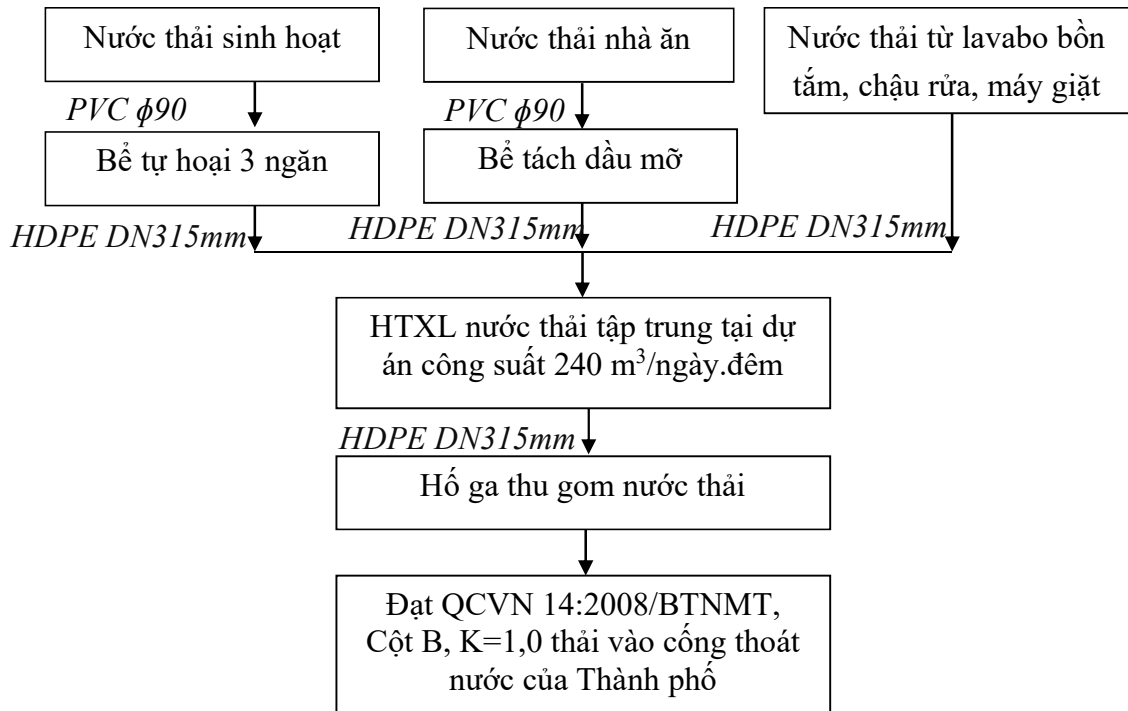 Nước thải sinh hoạt
Nước thải nhà ăn
Nước thải từ lavabo bồn
tắm, chậu rửa, máy giặt
PVC ϕ90
PVC ϕ90
Bể tự hoại 3 ngăn
Bể tách dầu mỡ
HDPE DN315mm
HDPE DN315mm
HDPE DN315mm
HTXL nước thải tập trung tại dự
án công suất 240 m³/ngày.đêm
HDPE DN315mm
Hố ga thu gom nước thải
Đạt QCVN 14:2008/BTNMT,
Cột B, K=1,0 thải vào cống thoát
nước của Thành phố